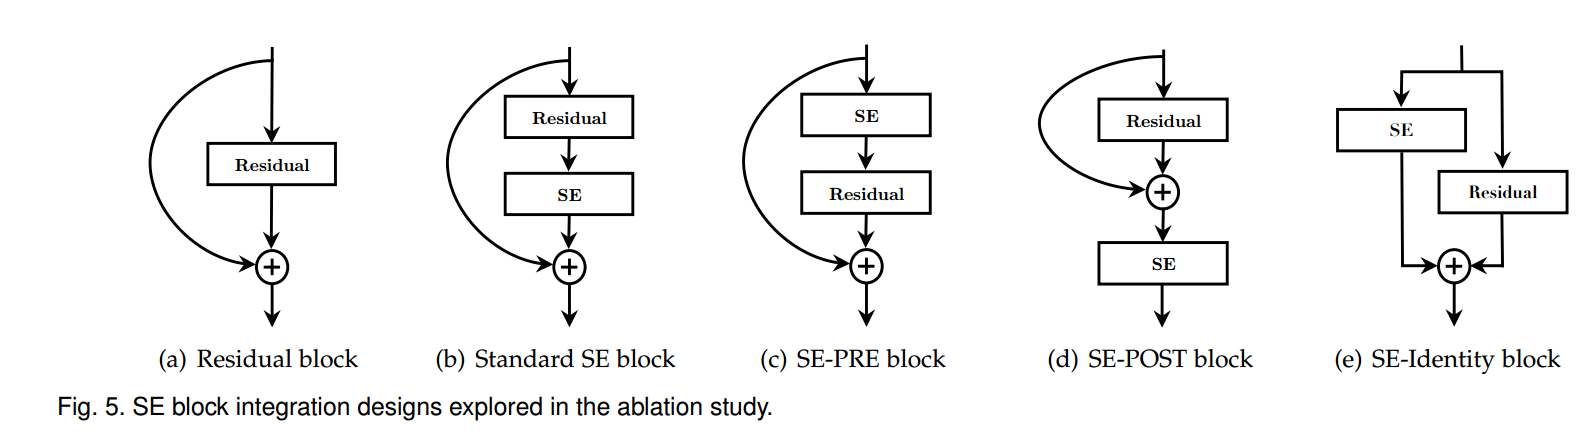 Residual
(a) Residual block
Residual
SE
(b) Standard SE block
SE
Residual
(c) SE-PRE block
Residual
SE
(d) SE-POST block
SE
Residual
(e) SE-Identity block
Fig. 5. SE block integration designs explored in the ablation study.